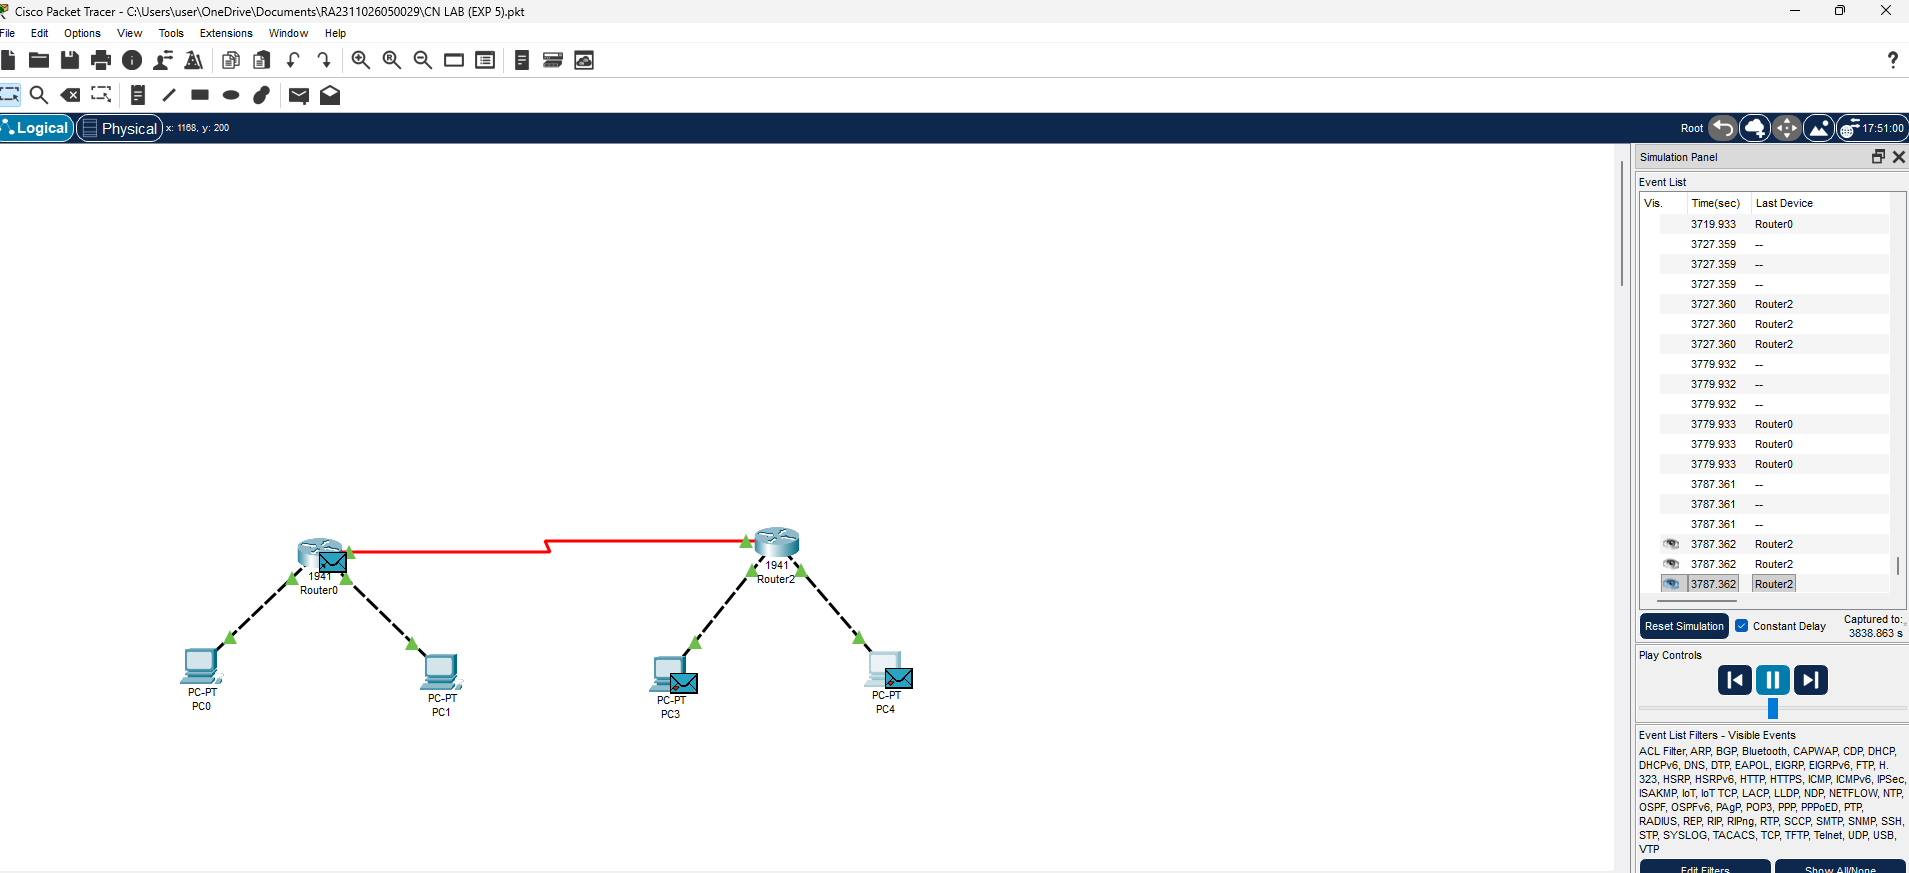 Cisco Packet Tracer - C:\Users\user\OneDrive\Documents\RA2311026050029\CN LAB (EXP 5).pkt
File Edit Options View Tools Extensions Window Help
?
Logical Physical x: 1168, y: 200 Root 17:51:00
Simulation Panel
Event List
Vis. Time(sec) Last Device
3719.933 Router0
3727.359 --
3727.359 --
3727.359 --
3727.360 Router2
3727.360 Router2
3727.360 Router2
3779.932 --
3779.932 --
3779.932 --
3779.933 Router0
3779.933 Router0
3779.933 Router0
3787.361 --
3787.361 --
3787.361 --
3787.362 Router2
3787.362 Router2
3787.362 Router2
Reset Simulation Constant Delay Captured to:
3838.863 s
Play Controls
Event List Filters - Visible Events
ACL Filter, ARP, BGP, Bluetooth, CAPWAP, CDP, DHCP,
DHCPv6, DNS, DTP, EAPOL, EIGRP, EIGRPv6, FTP, H.
323, HSRP, HSRPv6, HTTP, HTTPS, ICMP, ICMPv6, IPSec,
ISAKMP, IoT, IoT TCP, LACP, LLDP, NDP, NETFLOW, NTP,
OSPF, OSPFv6, PAgP, POP3, PPP, PPPoED, PTP,
RADIUS, REP, RIP, RIPng, RTP, SCCP, SMTP, SNMP, SSH,
STP, SYSLOG, TACACS, TCP, TFTP, Telnet, UDP, USB,
VTP
Edit Filters Show All/None
1941
Router0
1941
Router2
PC-PT
PC0
PC-PT
PC1
PC-PT
PC3
PC-PT
PC4